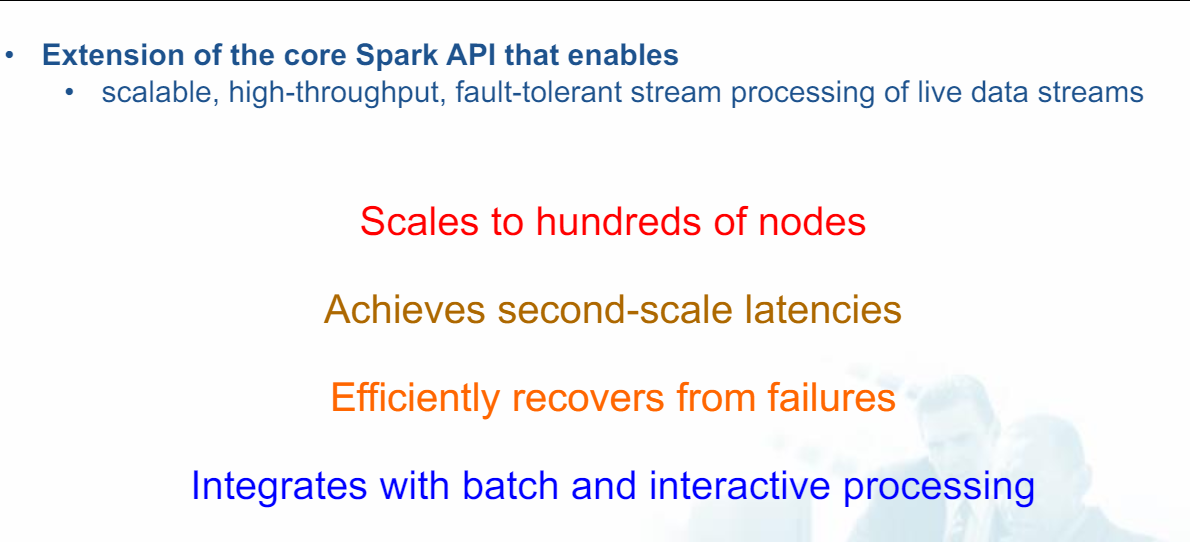 • Extension of the core Spark API that enables
• scalable, high-throughput, fault-tolerant stream processing of live data streams
Scales to hundreds of nodes
Achieves second-scale latencies
Efficiently recovers from failures
Integrates with batch and interactive processing